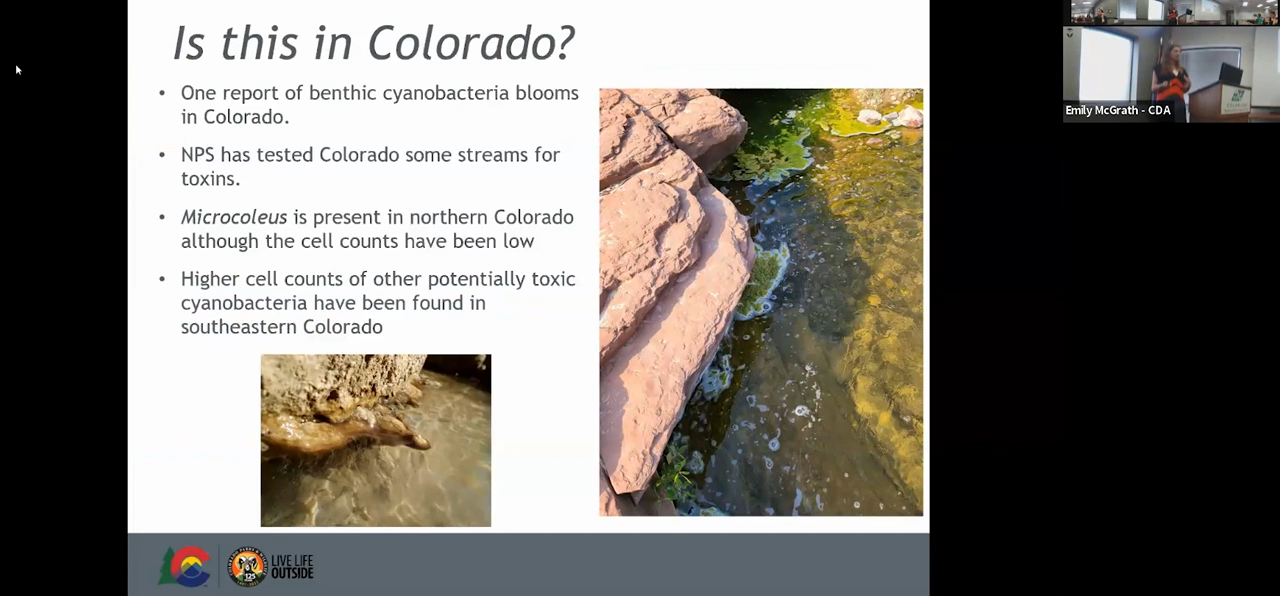 Is this in Colorado?
• One report of benthic cyanobacteria blooms
in Colorado.
• NPS has tested Colorado some streams for
toxins.
• Microcoleus is present in northern Colorado
although the cell counts have been low
• Higher cell counts of other potentially toxic
cyanobacteria have been found in
southeastern Colorado
LIVE LIFE
OUTSIDE
125
Emily McGrath - CDA